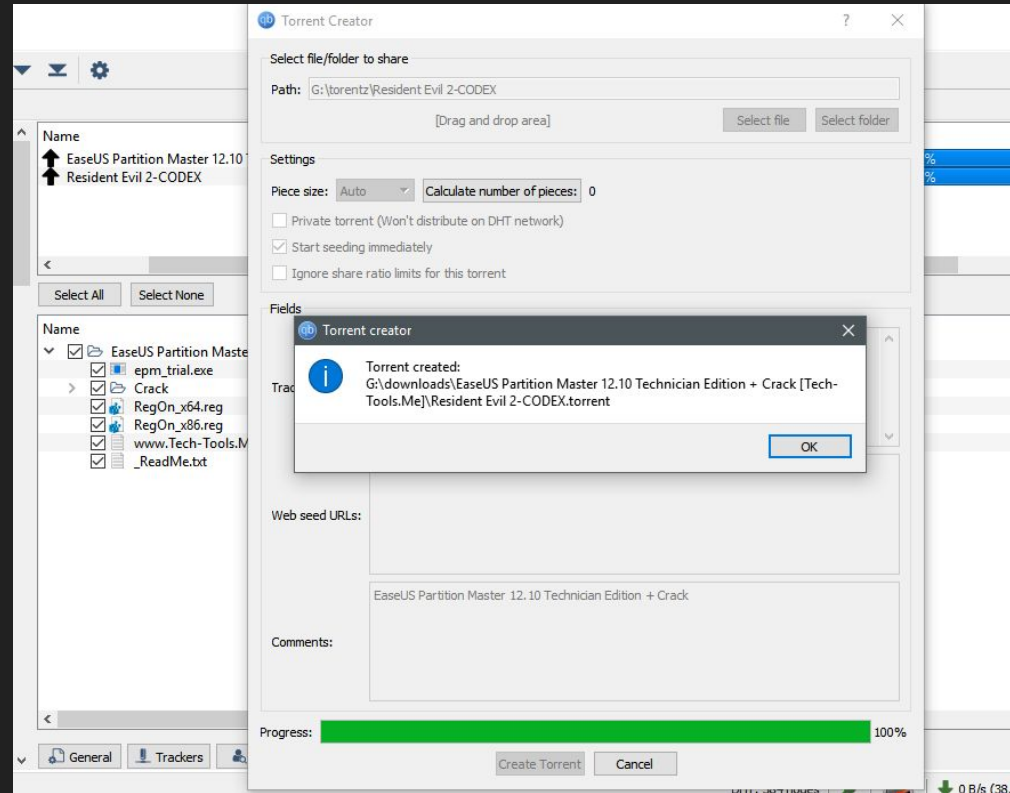 Torrent Creator
Select file/folder to share
Path: G:\torentz\Resident Evil 2-CODEX
[Drag and drop area] Select file Select folder
Name
EaseUS Partition Master 12.10
Resident Evil 2-CODEX
%
%
Settings
Piece size: Auto Calculate number of pieces: 0
Private torrent (Won't distribute on DHT network)
Start seeding immediately
Ignore share ratio limits for this torrent
Select All Select None
Name
EaseUS Partition Maste
epm_trial.exe
Crack
RegOn_x64.reg
RegOn_x86.reg
www.Tech-Tools.M
_ReadMe.txt
Fields
Trac
Torrent creator
Torrent created:
G:\downloads\EaseUS Partition Master 12.10 Technician Edition + Crack [Tech-
Tools.Me]\Resident Evil 2-CODEX.torrent
OK
Web seed URLs:
EaseUS Partition Master 12.10 Technician Edition + Crack
Comments:
Progress: 100%
Create Torrent Cancel
General Trackers
0 B/s (38.